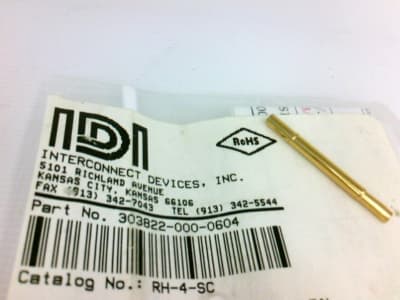 IDI
RoHS
INTERCONNECT DEVICES, INC.
5101 RICHLAND AVENUE
KANSAS CITY, KANSAS 66106
FAX (913) 342-7043 TEL (913) 342-5544
Part No. 303822-000-0604
Catalog No.: RH-4-SC